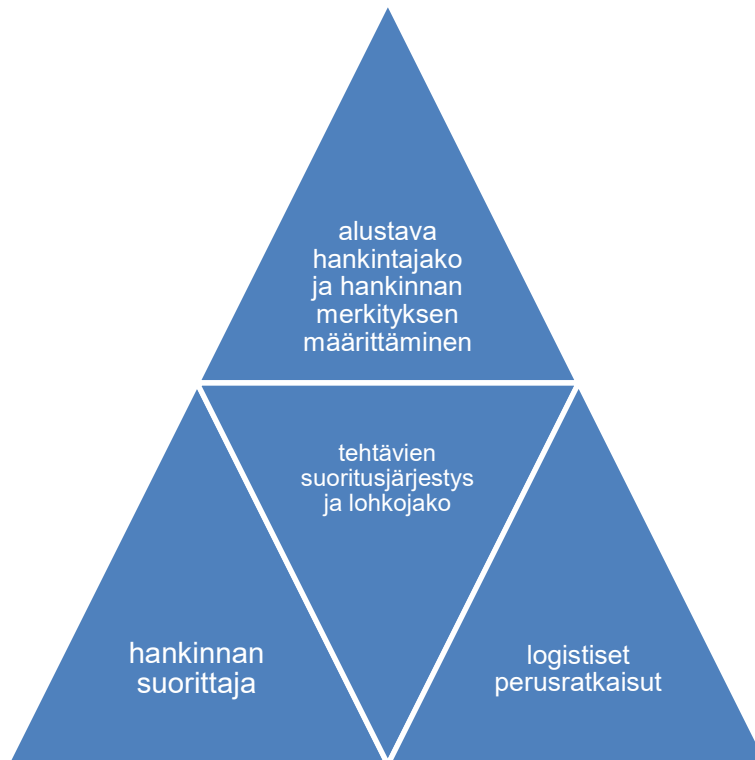 alustava
hankintajako
ja hankinnan
merkityksen
määrittäminen
tehtävien
suoritusjärjestys
ja lohkojako
hankinnan
suorittaja
logistiset
perusratkaisut